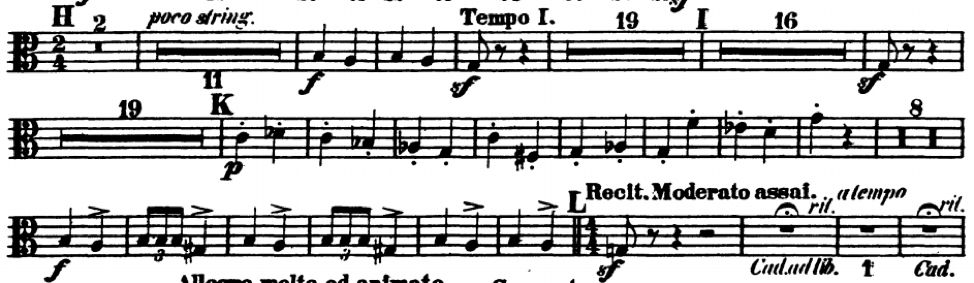 H 2 poco string. Tempo I. 19 I 16
11 f sf sf
19 K 8
p
L Recit. Moderato assai. a tempo
rit. rit.
3 3
f sf Cad. ad lib. 1 Cad.
Allegro molto ed animato